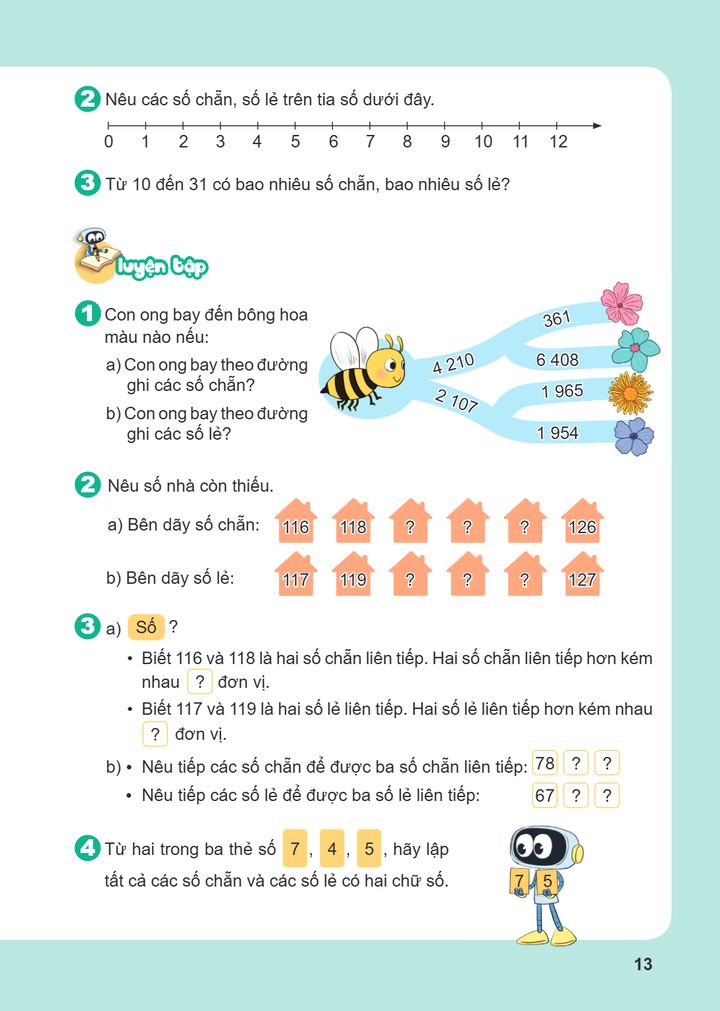 2 Nêu các số chẵn, số lẻ trên tia số dưới đây.
0 1 2 3 4 5 6 7 8 9 10 11 12
3 Từ 10 đến 31 có bao nhiêu số chẵn, bao nhiêu số lẻ?
luyện tập
1 Con ong bay đến bông hoa
màu nào nếu:
a) Con ong bay theo đường
ghi các số chẵn?
b) Con ong bay theo đường
ghi các số lẻ?
4 210
2 107
361
6 408
1 965
1 954
2 Nêu số nhà còn thiếu.
a) Bên dãy số chẵn: 116 118 ? ? ? 126
b) Bên dãy số lẻ: 117 119 ? ? ? 127
3 a) Số ?
• Biết 116 và 118 là hai số chẵn liên tiếp. Hai số chẵn liên tiếp hơn kém
nhau ? đơn vị.
• Biết 117 và 119 là hai số lẻ liên tiếp. Hai số lẻ liên tiếp hơn kém nhau
? đơn vị.
b) • Nêu tiếp các số chẵn để được ba số chẵn liên tiếp: 78 ? ?
• Nêu tiếp các số lẻ để được ba số lẻ liên tiếp: 67 ? ?
4 Từ hai trong ba thẻ số 7 , 4 , 5 , hãy lập
tất cả các số chẵn và các số lẻ có hai chữ số.
7 5
13